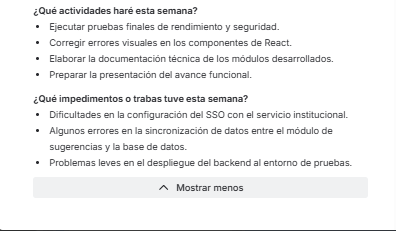 ¿Qué actividades haré esta semana?
• Ejecutar pruebas finales de rendimiento y seguridad.
• Corregir errores visuales en los componentes de React.
• Elaborar la documentación técnica de los módulos desarrollados.
• Preparar la presentación del avance funcional.
¿Qué impedimentos o trabas tuve esta semana?
• Dificultades en la configuración del SSO con el servicio institucional.
• Algunos errores en la sincronización de datos entre el módulo de
sugerencias y la base de datos.
• Problemas leves en el despliegue del backend al entorno de pruebas.
Mostrar menos